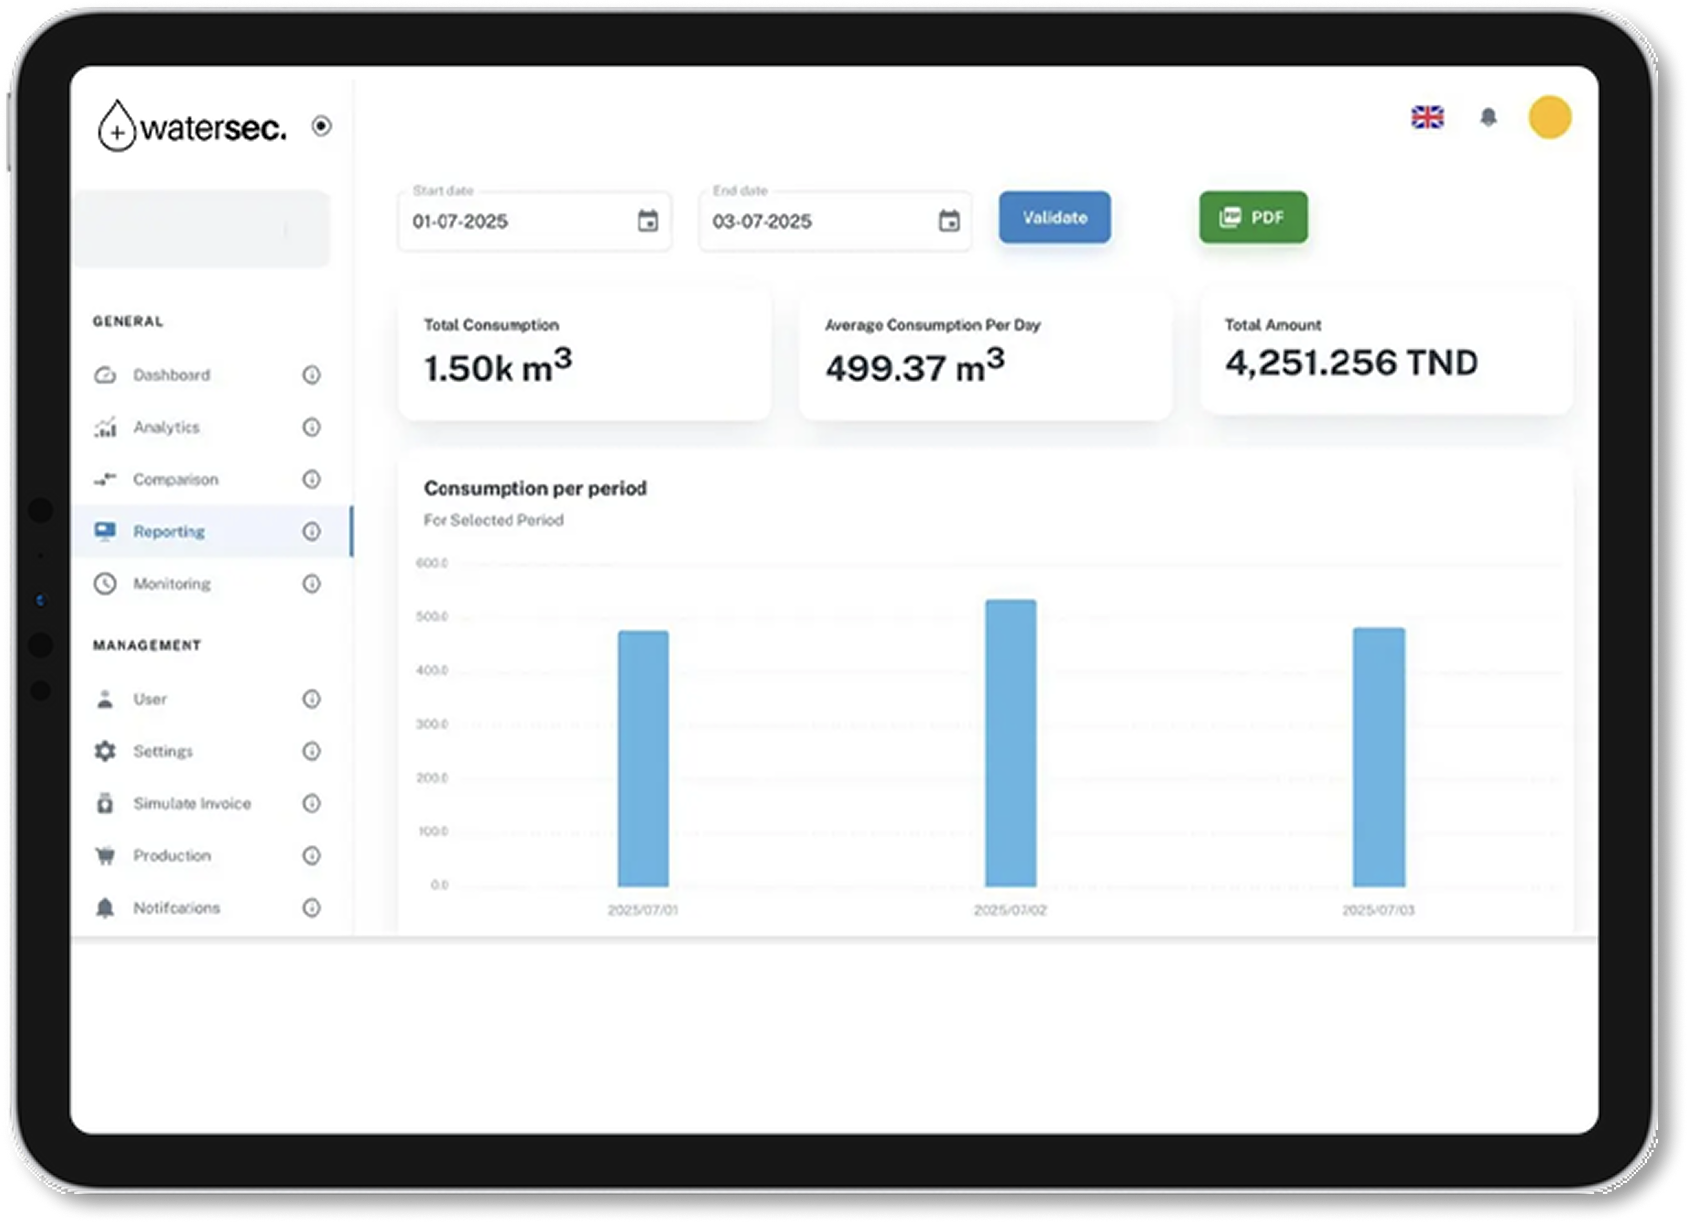 watersec.
Start date
01-07-2025
End date
03-07-2025
Validate
PDF
GENERAL
Dashboard
Analytics
Comparison
Reporting
Monitoring
MANAGEMENT
User
Settings
Simulate Invoice
Production
Notifcations
Total Consumption
1.50k m³
Average Consumption Per Day
499.37 m³
Total Amount
4,251.256 TND
Consumption per period
For Selected Period
600.0
500.0
400.0
300.0
200.0
100.0
0.0
2025/07/01
2025/07/02
2025/07/03